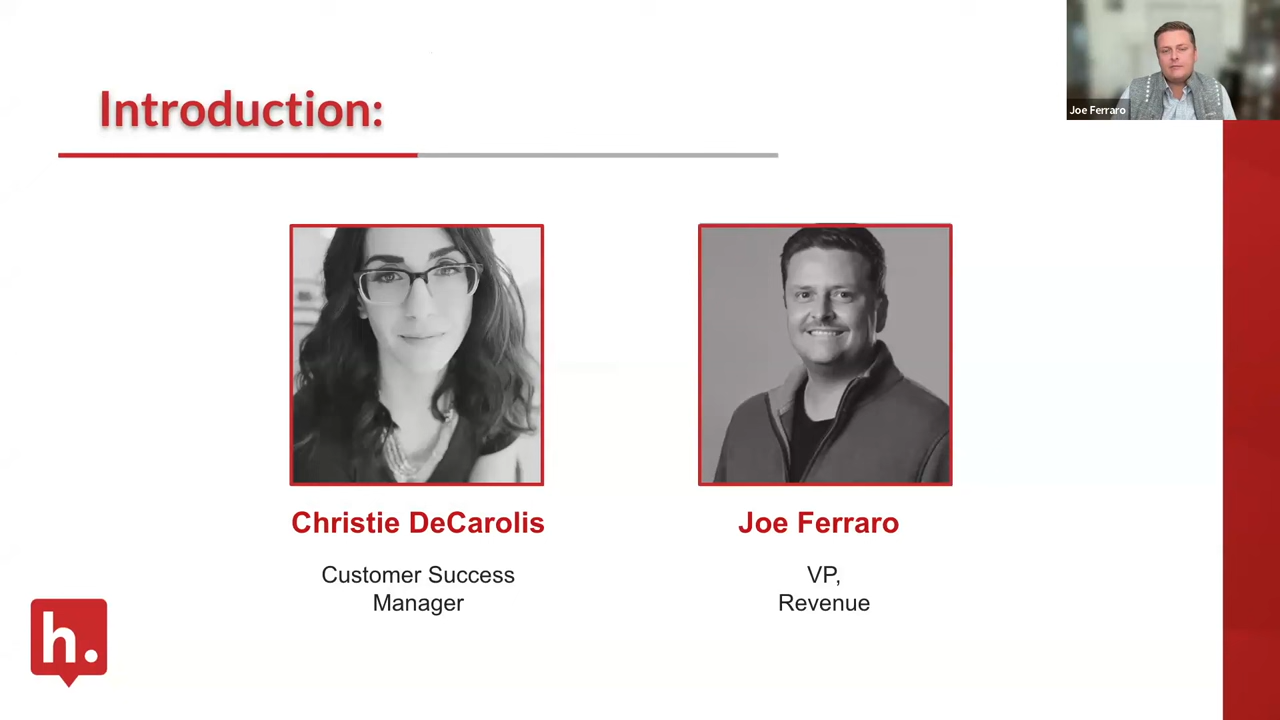 Introduction:
Joe Ferraro
Christie DeCarolis
Customer Success
Manager
Joe Ferraro
VP,
Revenue
h.